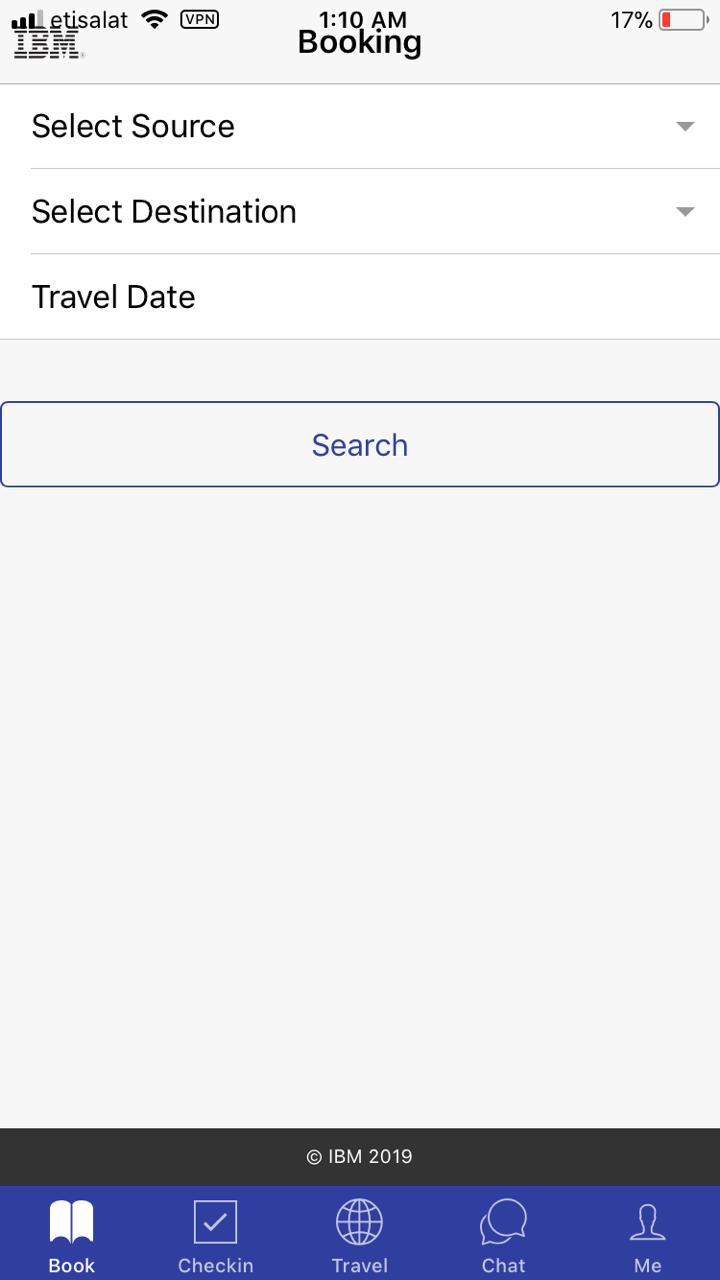 etisalat VPN 1:10 AM 17%
IBM Booking
Select Source
Select Destination
Travel Date
Search
© IBM 2019
Book Checkin Travel Chat Me